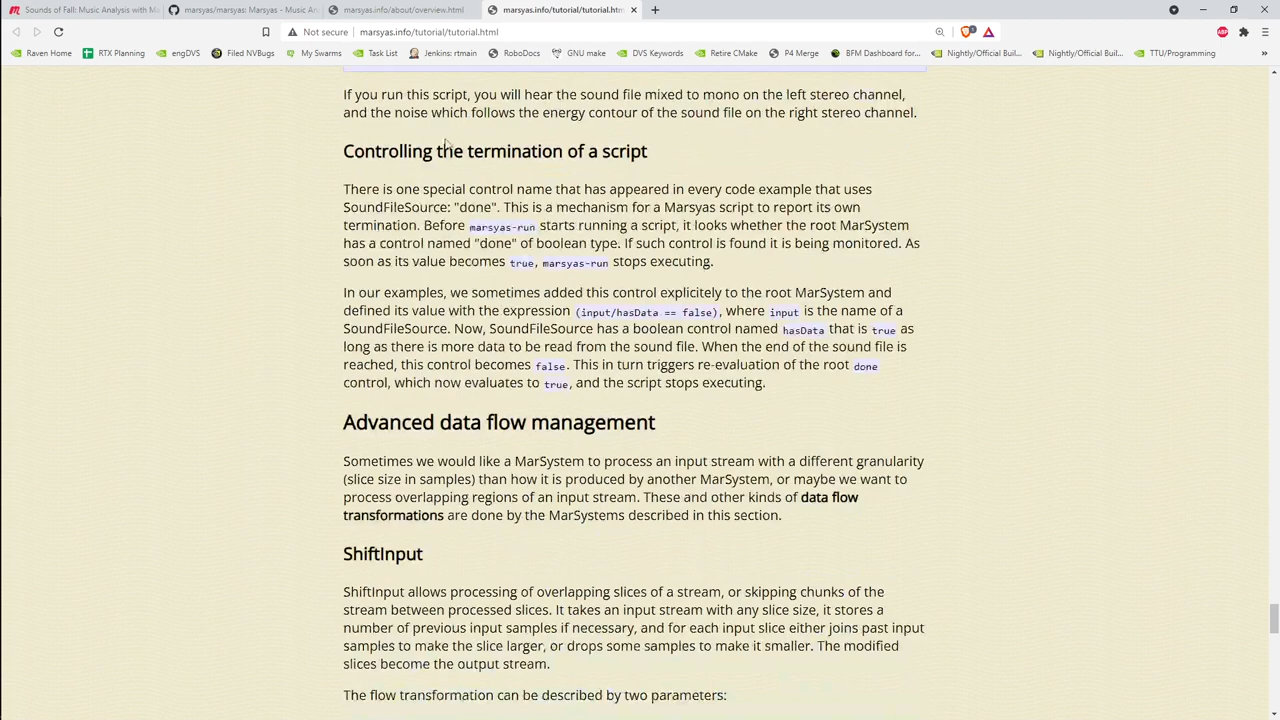 Sounds of Fall: Music Analysis with Ma
marsyas/marsyas: Marsyas - Music An
marsyas.info/about/overview.html
marsyas.info/tutorial/tutorial.htm
Not secure
marsyas.info/tutorial/tutorial.html
ABP
Raven Home
RTX Planning
engDVS
Filed NVBugs
My Swarms
Task List
Jenkins: rtmain
RoboDocs
GNU make
DVS Keywords
Retire CMake
P4 Merge
BFM Dashboard for...
Nightly/Official Buil...
Nightly/Official Buil...
TTU/Programming
If you run this script, you will hear the sound file mixed to mono on the left stereo channel,
and the noise which follows the energy contour of the sound file on the right stereo channel.
Controlling the termination of a script
There is one special control name that has appeared in every code example that uses
SoundFileSource: "done". This is a mechanism for a Marsyas script to report its own
termination. Before marsyas-run starts running a script, it looks whether the root MarSystem
has a control named "done" of boolean type. If such control is found it is being monitored. As
soon as its value becomes true, marsyas-run stops executing.
In our examples, we sometimes added this control explicitely to the root MarSystem and
defined its value with the expression (input/hasData == false), where input is the name of a
SoundFileSource. Now, SoundFileSource has a boolean control named hasData that is true as
long as there is more data to be read from the sound file. When the end of the sound file is
reached, this control becomes false. This in turn triggers re-evaluation of the root done
control, which now evaluates to true, and the script stops executing.
Advanced data flow management
Sometimes we would like a MarSystem to process an input stream with a different granularity
(slice size in samples) than how it is produced by another MarSystem, or maybe we want to
process overlapping regions of an input stream. These and other kinds of data flow
transformations are done by the MarSystems described in this section.
ShiftInput
ShiftInput allows processing of overlapping slices of a stream, or skipping chunks of the
stream between processed slices. It takes an input stream with any slice size, it stores a
number of previous input samples if necessary, and for each input slice either joins past input
samples to make the slice larger, or drops some samples to make it smaller. The modified
slices become the output stream.
The flow transformation can be described by two parameters: